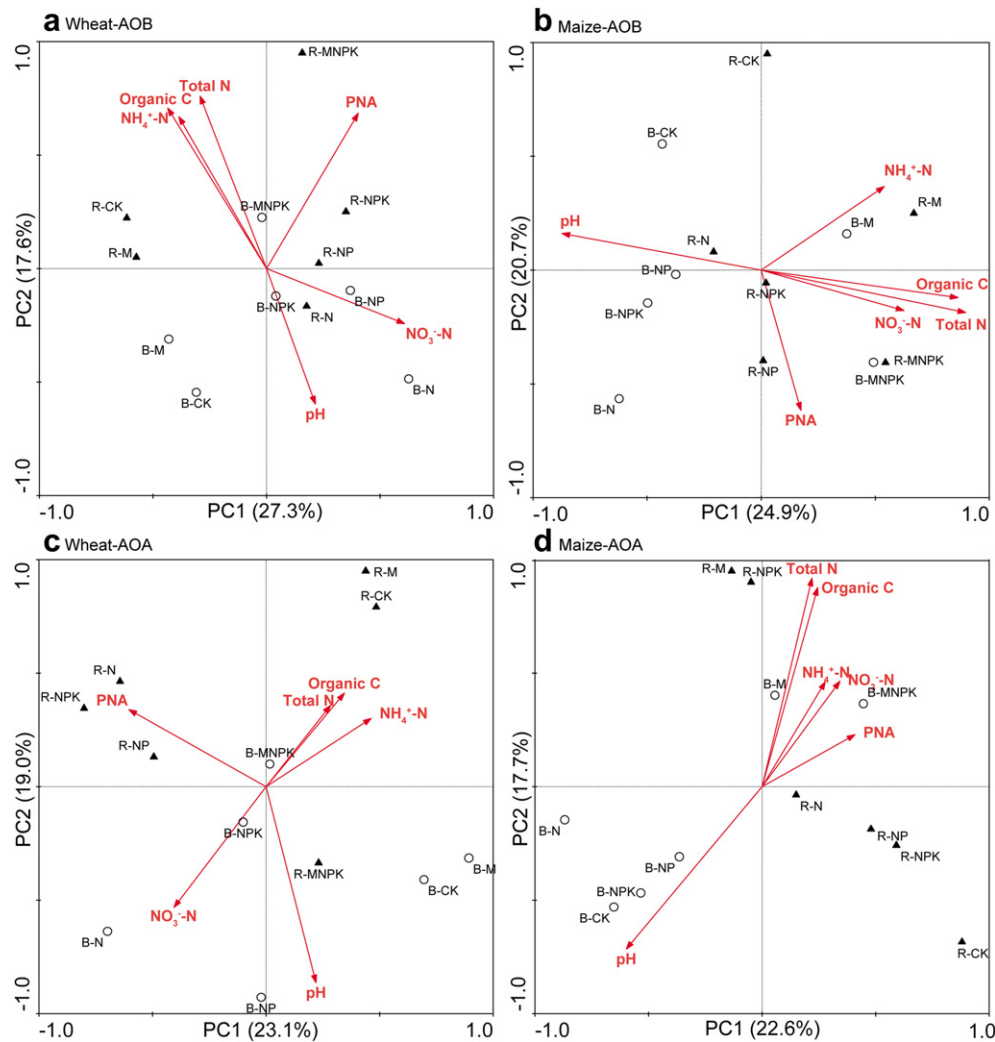 a Wheat-AOB
1.0
R-MNPK
Total N
Organic C
NH₄⁺-N
PNA
R-CK
B-MNPK
R-NPK
R-M
R-NP
B-NPK
B-NP
R-N
NO₃⁻-N
B-M
B-CK
B-N
pH
PC2 (17.6%)
-1.0
-1.0
PC1 (27.3%)
1.0
b Maize-AOB
1.0
R-CK
B-CK
NH₄⁺-N
R-M
pH
B-M
R-N
B-NP
R-NPK
Organic C
B-NPK
NO₃⁻-N
Total N
R-NP
R-MNPK
B-MNPK
B-N
PNA
PC2 (20.7%)
-1.0
-1.0
PC1 (24.9%)
1.0
c Wheat-AOA
1.0
R-M
R-CK
R-N
R-NPK
PNA
Organic C
Total N
NH₄⁺-N
R-NP
B-MNPK
B-NPK
R-MNPK
B-M
B-CK
NO₃⁻-N
B-N
pH
B-NP
PC2 (19.0%)
-1.0
-1.0
PC1 (23.1%)
1.0
d Maize-AOA
1.0
R-M
R-NPK
Total N
Organic C
NH₄⁺-N
NO₃⁻-N
B-M
B-MNPK
PNA
R-N
B-N
R-NP
R-NPK
B-NP
B-NPK
B-CK
pH
R-CK
PC2 (17.7%)
-1.0
-1.0
PC1 (22.6%)
1.0